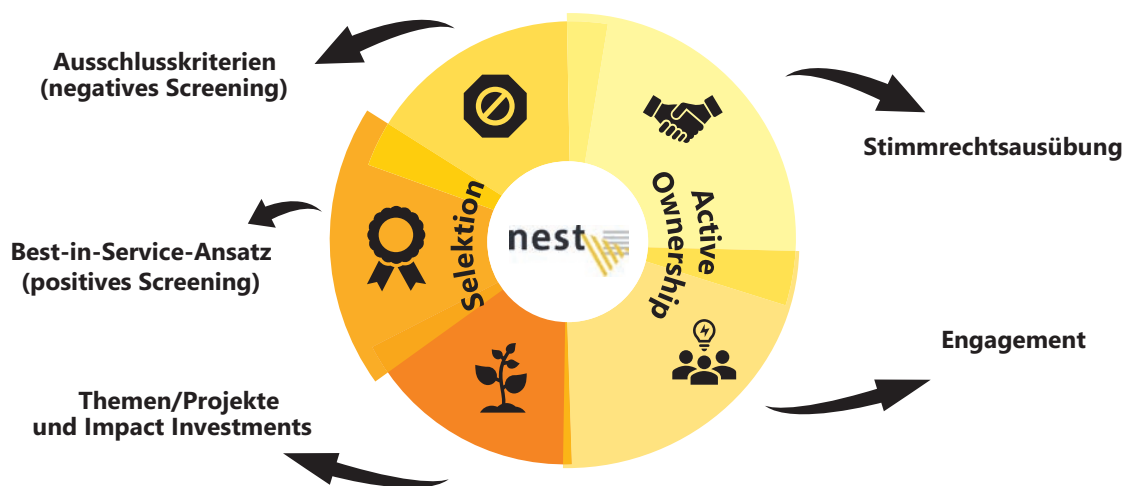 Ausschlusskriterien
(negatives Screening)
Best-in-Service-Ansatz
(positives Screening)
Themen/Projekte
und Impact Investments
Selektion
nest
Active
Ownership
Stimmrechtsausübung
Engagement